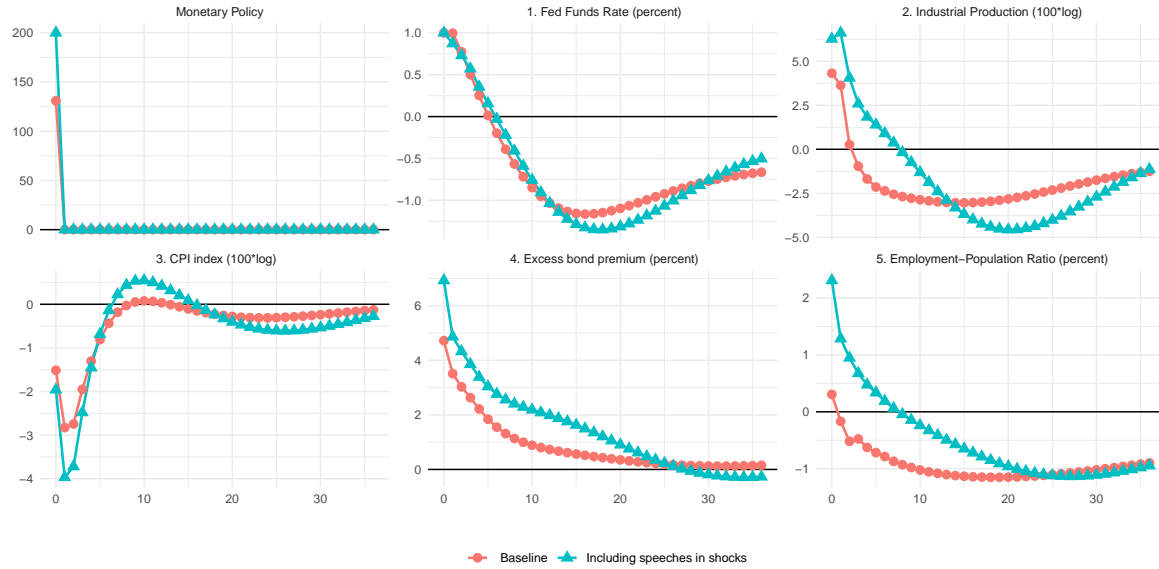 Monetary Policy
200
150
100
50
0
1. Fed Funds Rate (percent)
1.0
0.5
0.0
−0.5
−1.0
2. Industrial Production (100*log)
5.0
2.5
0.0
−2.5
−5.0
3. CPI index (100*log)
0
−1
−2
−3
−4
0 10 20 30
4. Excess bond premium (percent)
6
4
2
0
0 10 20 30
5. Employment−Population Ratio (percent)
2
1
0
−1
0 10 20 30
Baseline Including speeches in shocks